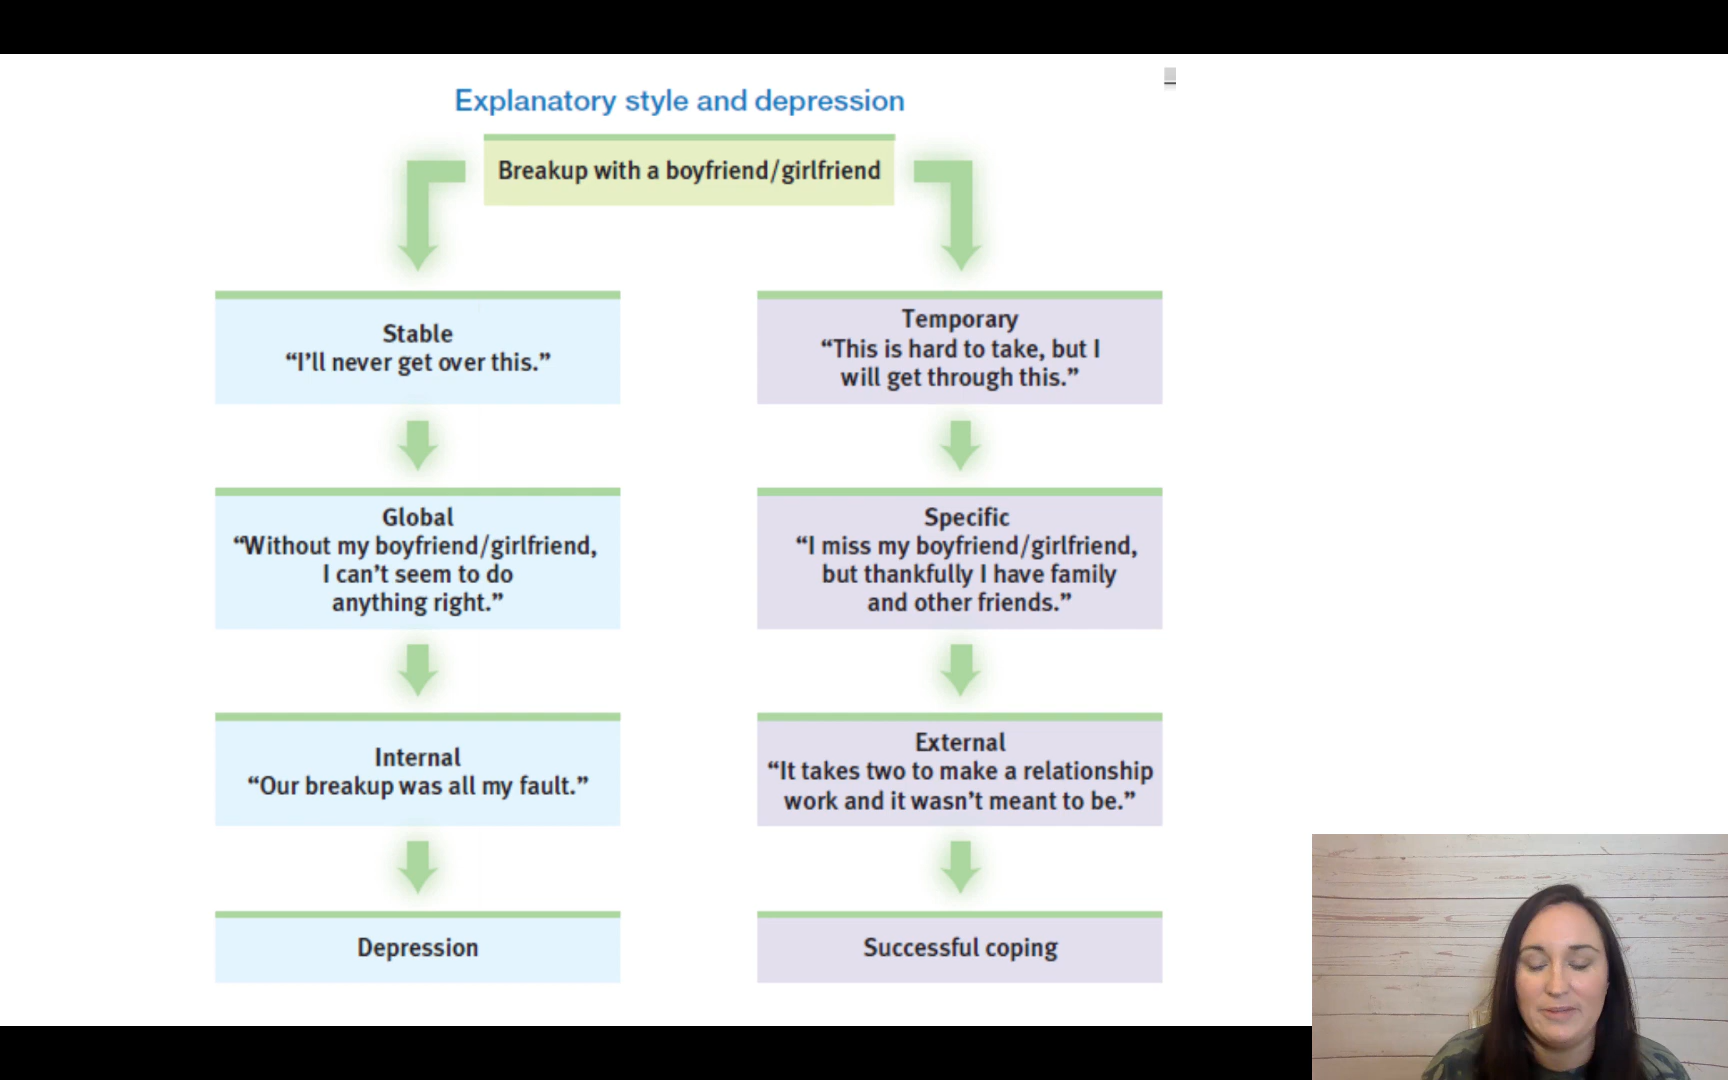 Explanatory style and depression
Breakup with a boyfriend/girlfriend
Stable
“I’ll never get over this.”
Global
“Without my boyfriend/girlfriend,
I can’t seem to do
anything right.”
Internal
“Our breakup was all my fault.”
Depression
Temporary
“This is hard to take, but I
will get through this.”
Specific
“I miss my boyfriend/girlfriend,
but thankfully I have family
and other friends.”
External
“It takes two to make a relationship
work and it wasn’t meant to be.”
Successful coping